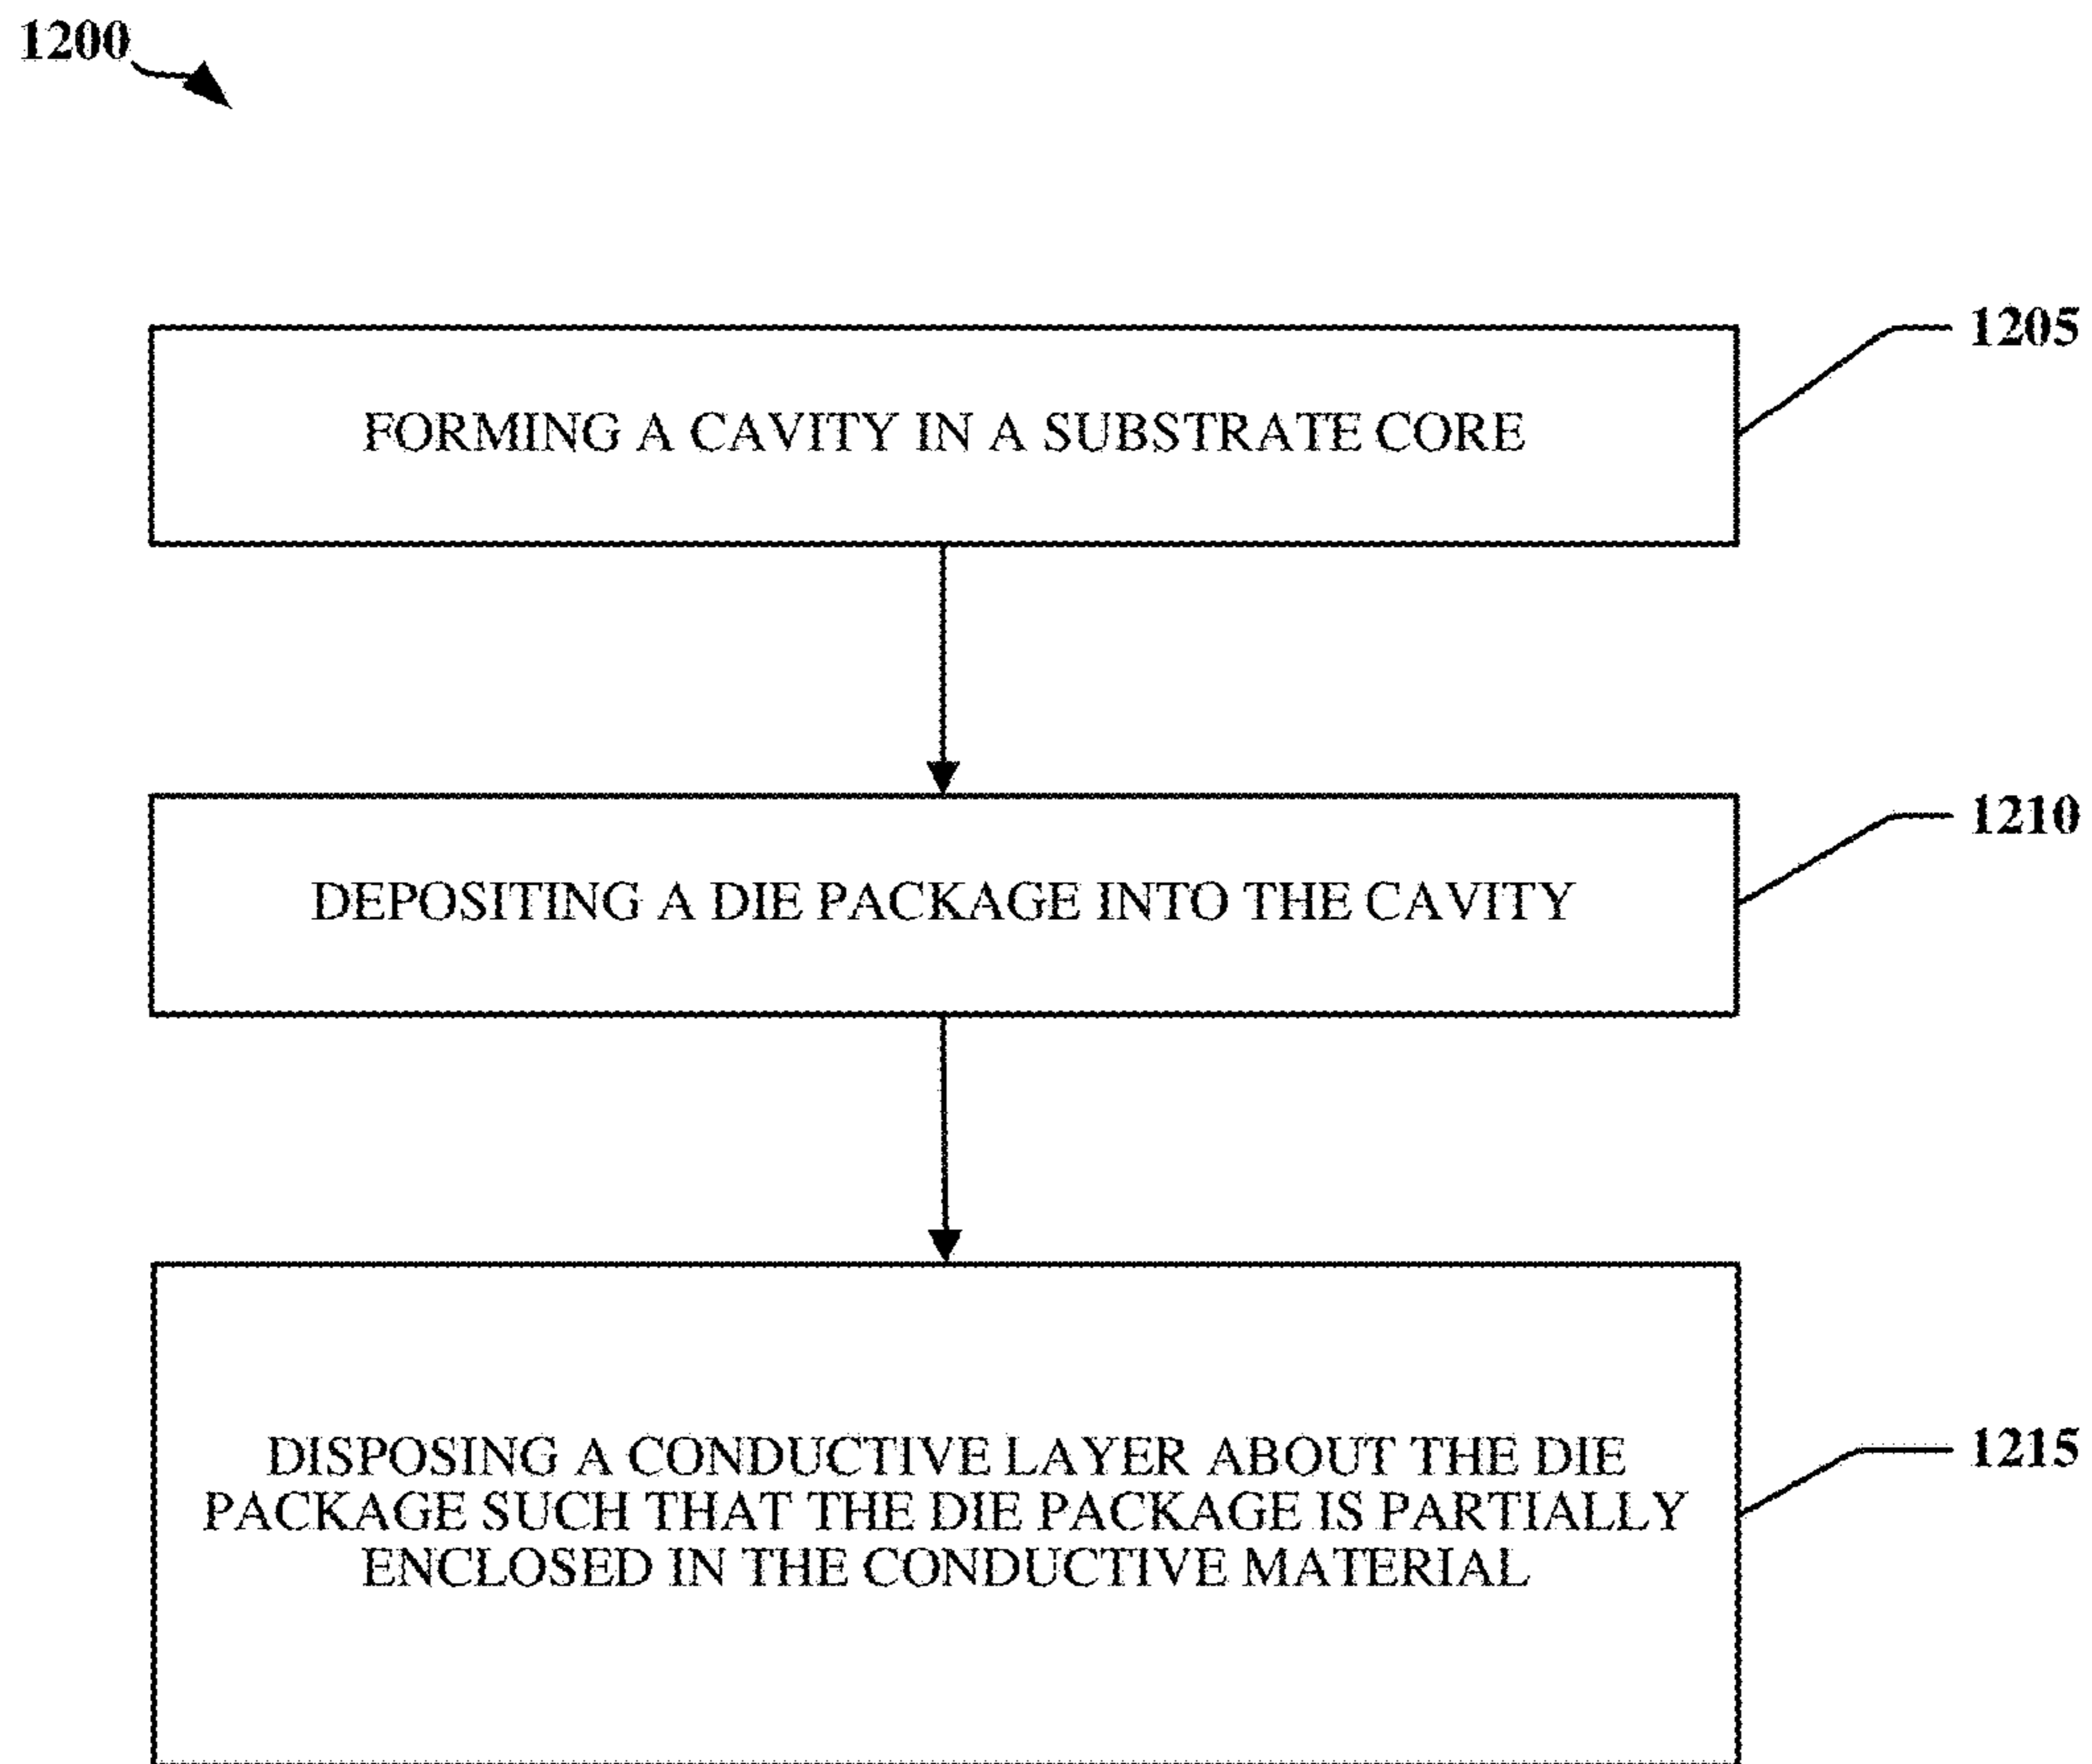 1200
1205
FORMING A CAVITY IN A SUBSTRATE CORE
1210
DEPOSITING A DIE PACKAGE INTO THE CAVITY
1215
DISPOSING A CONDUCTIVE LAYER ABOUT THE DIE
PACKAGE SUCH THAT THE DIE PACKAGE IS PARTIALLY
ENCLOSED IN THE CONDUCTIVE MATERIAL